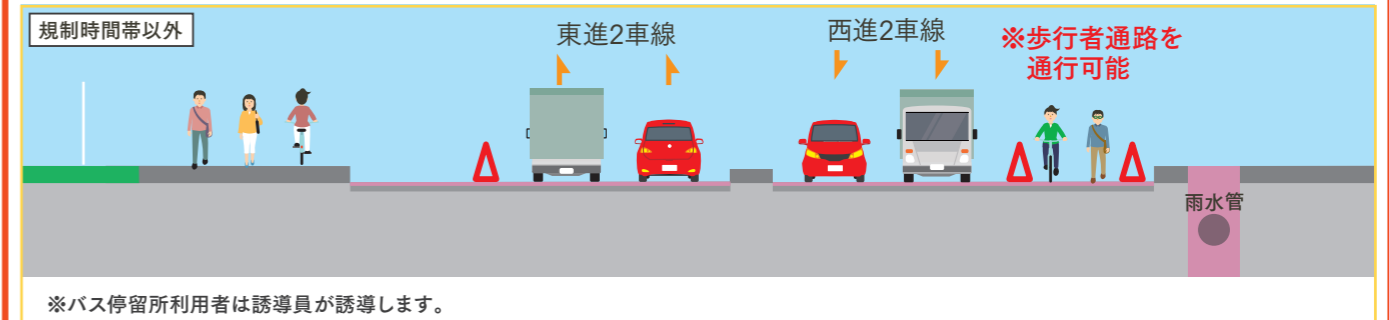 規制時間帯以外
東進2車線
西進2車線
※歩行者通路を
通行可能
雨水管
※バス停留所利用者は誘導員が誘導します。